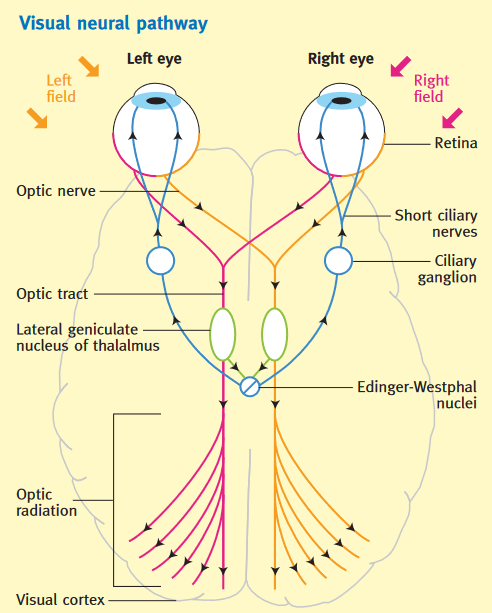 Visual neural pathway
Left eye
Right eye
Left
field
Right
field
Retina
Optic nerve
Short ciliary
nerves
Ciliary
ganglion
Optic tract
Lateral geniculate
nucleus of thalalmus
Edinger-Westphal
nuclei
Optic
radiation
Visual cortex